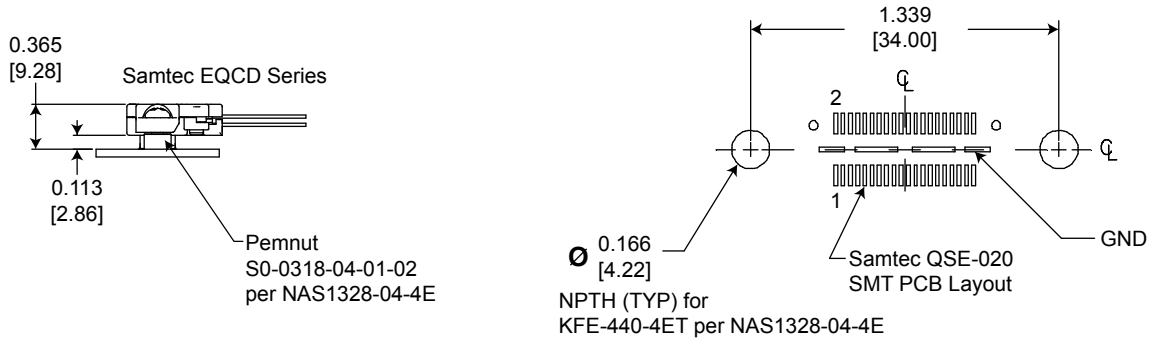 0.365
[9.28]
Samtec EQCD Series
0.113
[2.86]
Pemnut
S0-0318-04-01-02
per NAS1328-04-4E
1.339
[34.00]
℄
2
℄
1
GND
Ø 0.166
[4.22]
Samtec QSE-020
SMT PCB Layout
NPTH (TYP) for
KFE-440-4ET per NAS1328-04-4E